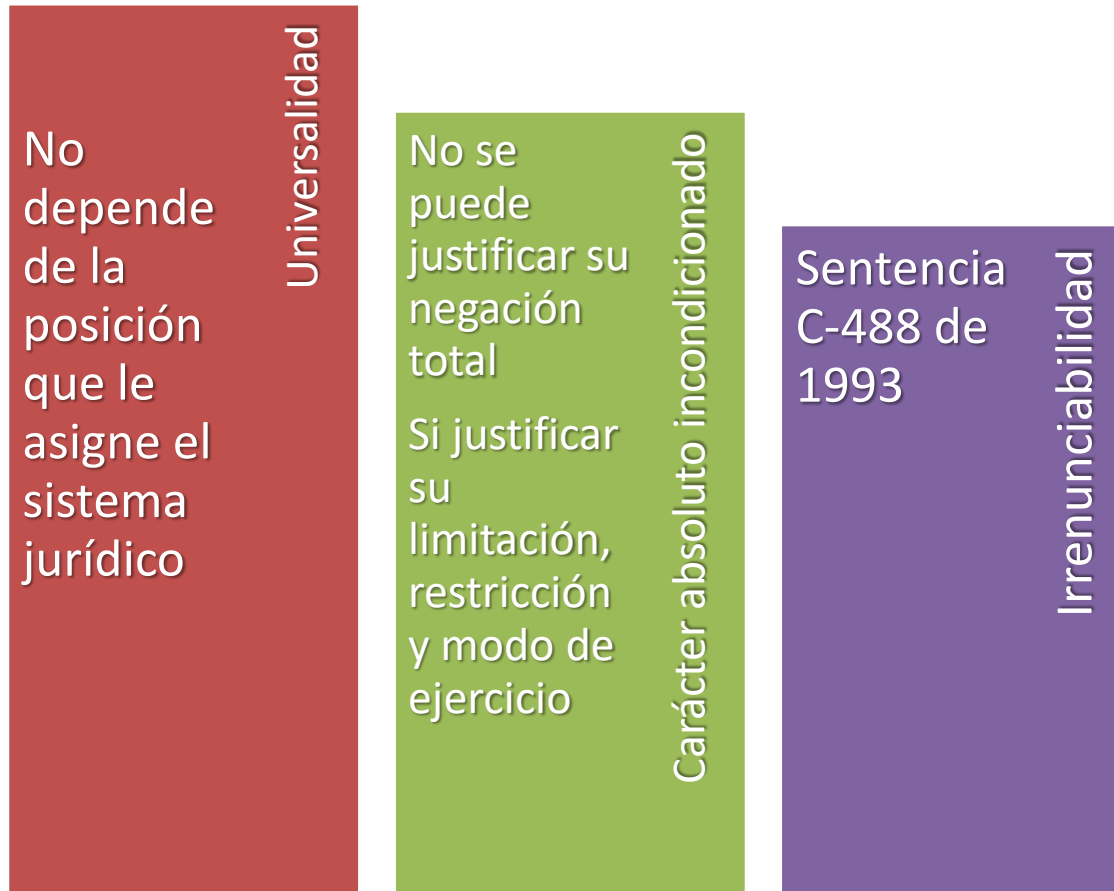 Universalidad
No
depende
de la
posición
que le
asigne el
sistema
jurídico
Carácter absoluto incondicionado
No se
puede
justificar su
negación
total
Si justificar
su
limitación,
restricción
y modo de
ejercicio
Irrenunciabilidad
Sentencia
C-488 de
1993